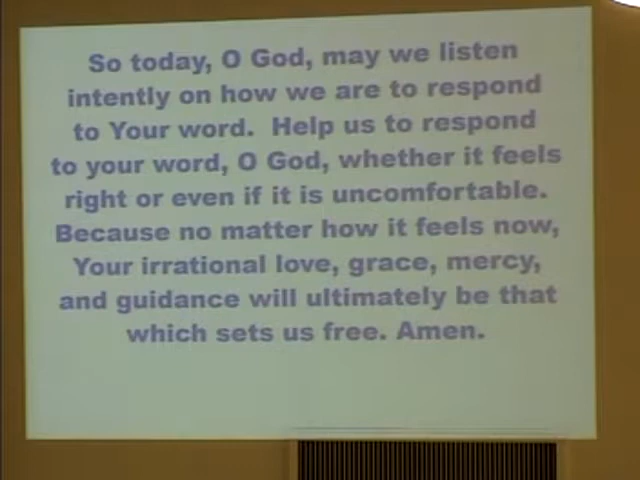 So today, O God, may we listen
intently on how we are to respond
to Your word. Help us to respond
to your word, O God, whether it feels
right or even if it is uncomfortable.
Because no matter how it feels now,
Your irrational love, grace, mercy,
and guidance will ultimately be that
which sets us free. Amen.